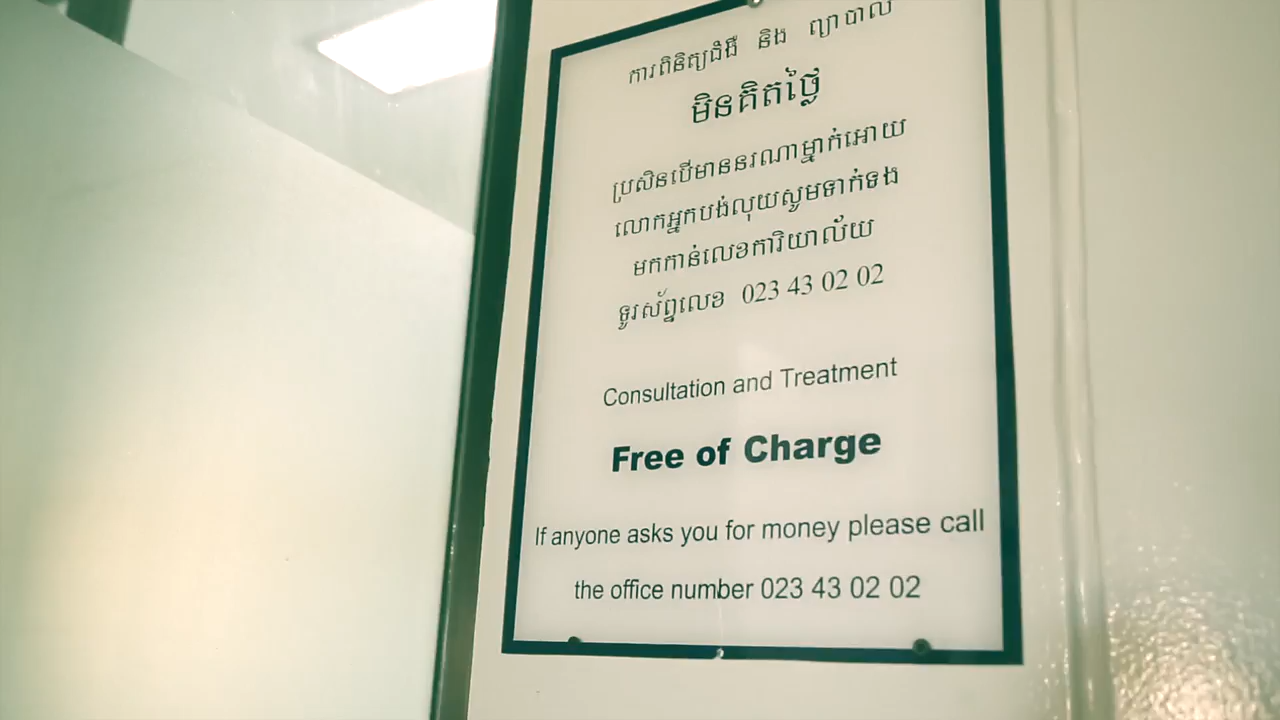 ការពិនិត្យជំងឺ និង ព្យាបាល
មិនគិតថ្លៃ
ប្រសិនបើមាននរណាម្នាក់អោយ
លោកអ្នកបង់លុយសូមទាក់ទង
មកកាន់លេខការិយាល័យ
ទូរស័ព្ទលេខ 023 43 02 02
Consultation and Treatment
Free of Charge
If anyone asks you for money please call
the office number 023 43 02 02